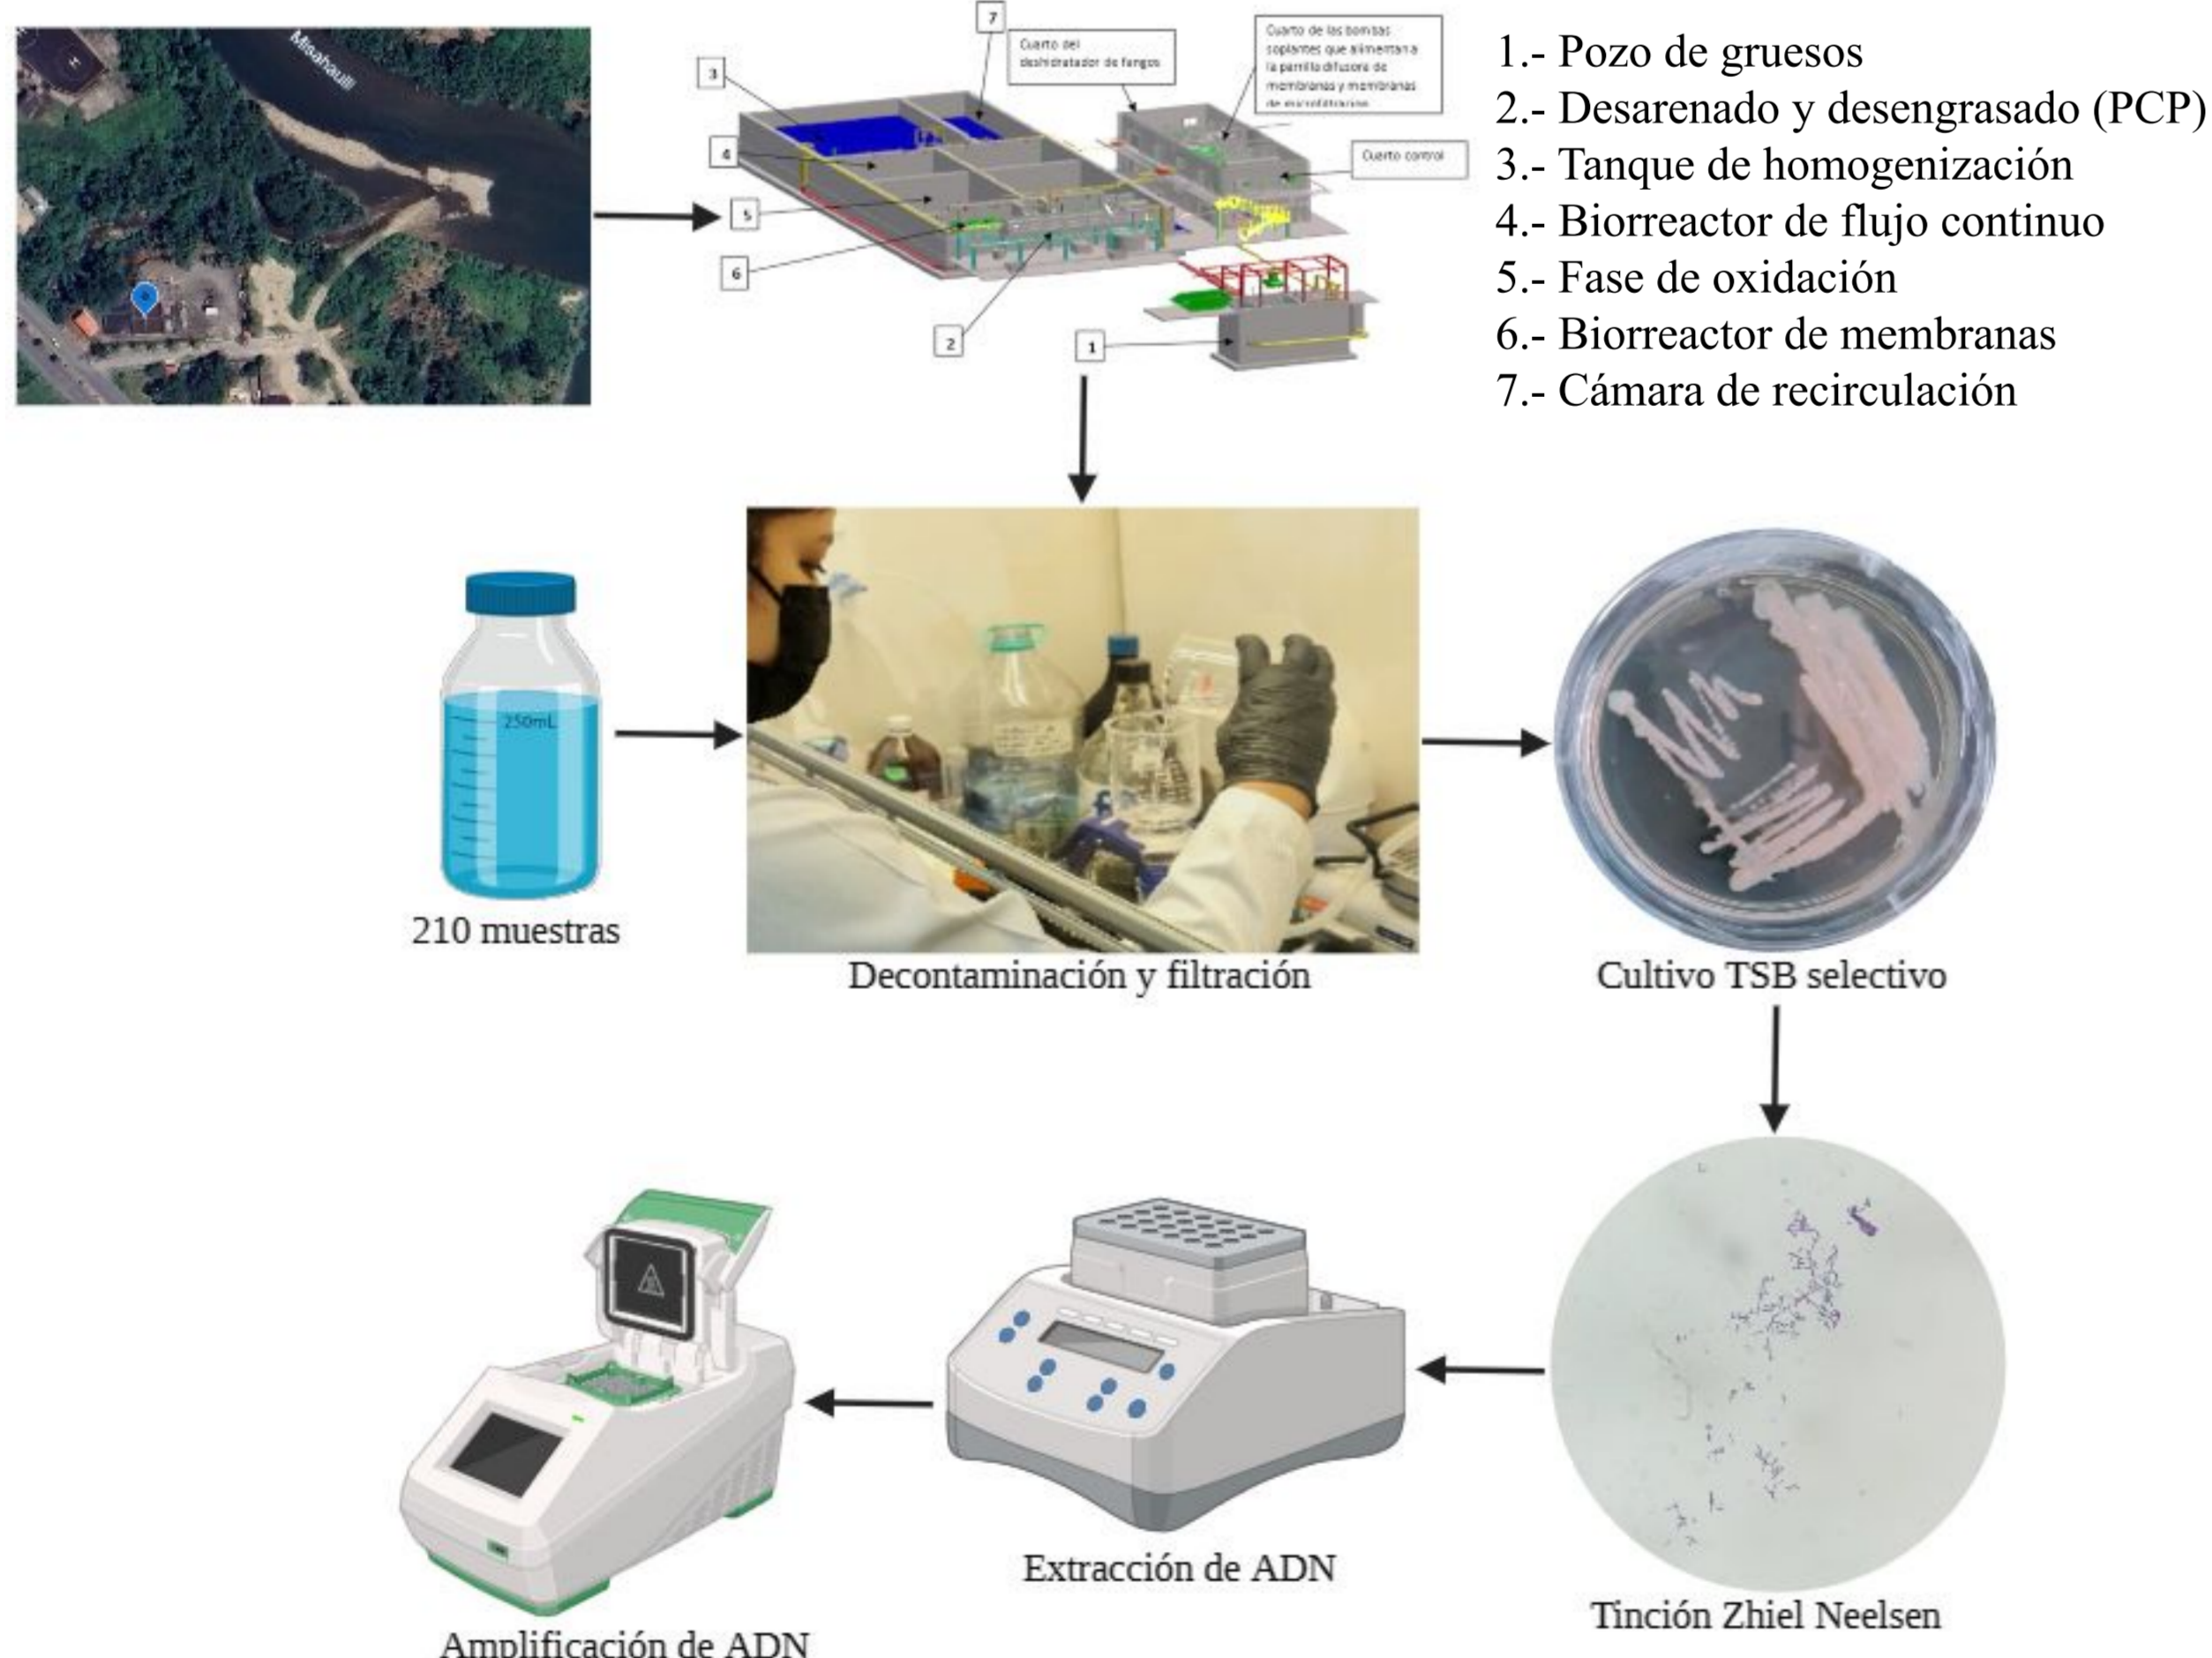 Misahaulli
7
Cuarto del
deshidratador de fangos
Cuarto de las bombas
soplantes que alimentan a
la parrilla difusora de
membranas y membranas
de microfiltracion
3
4
5
6
2
1
Cuarto control
1.- Pozo de gruesos
2.- Desarenado y desengrasado (PCP)
3.- Tanque de homogenización
4.- Biorreactor de flujo continuo
5.- Fase de oxidación
6.- Biorreactor de membranas
7.- Cámara de recirculación
250mL
210 muestras
Decontaminación y filtración
Cultivo TSB selectivo
Tinción Zhiel Neelsen
Extracción de ADN
Amplificación de ADN